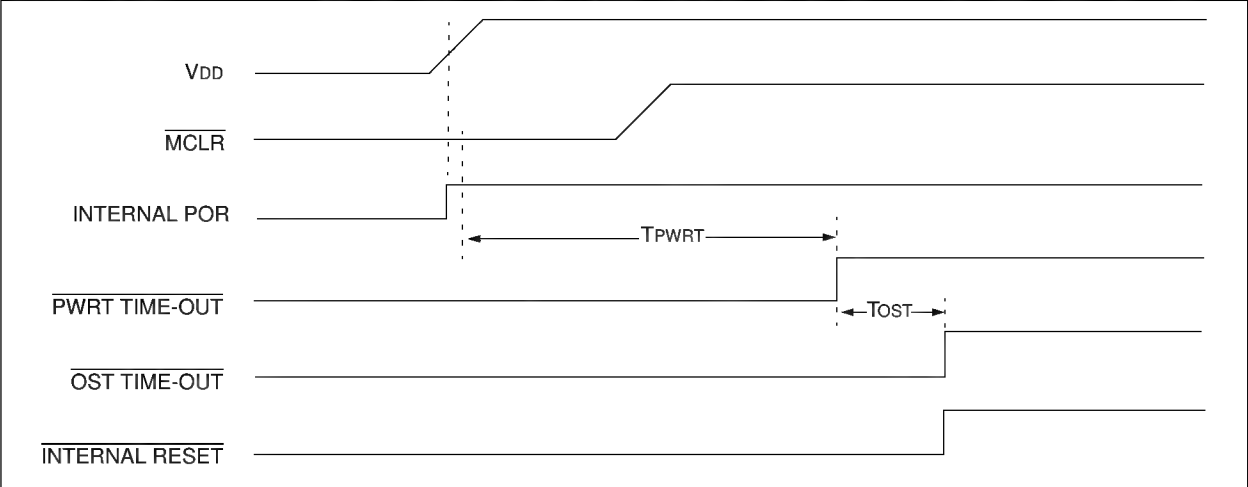 VDD
MCLR
INTERNAL POR
TPWRT
PWRT TIME-OUT
TOST
OST TIME-OUT
INTERNAL RESET